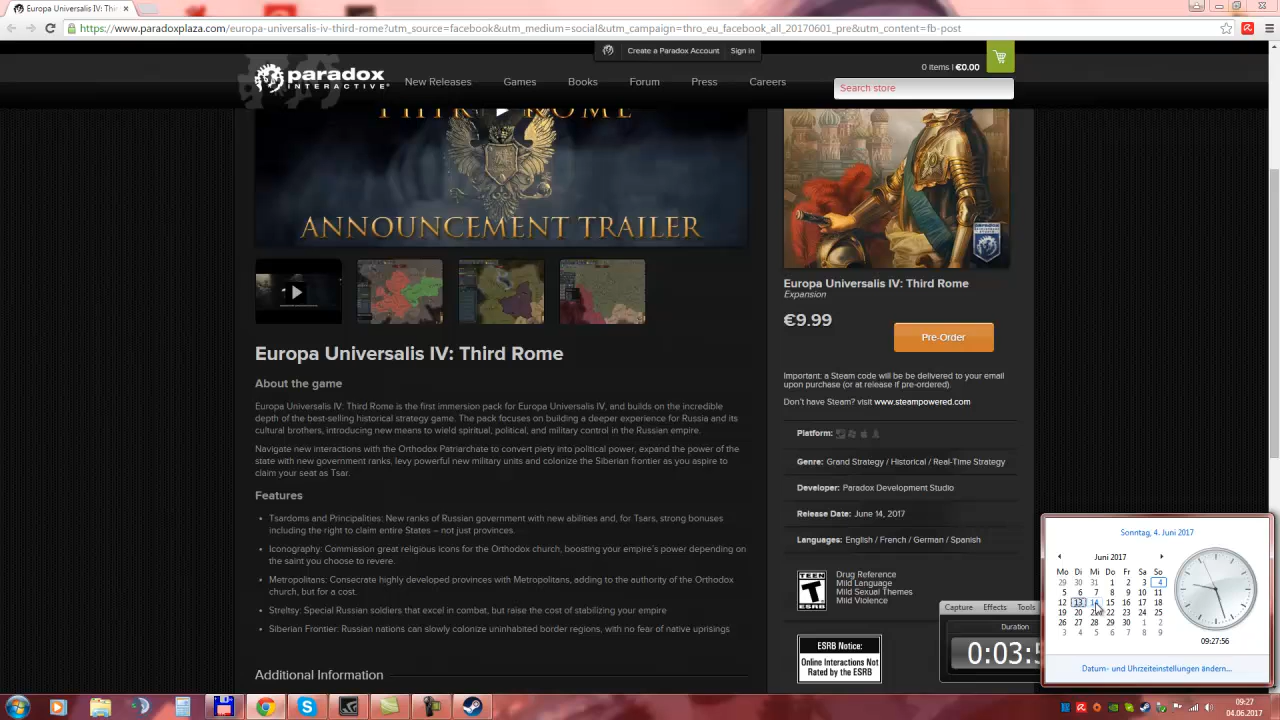 Europa Universalis IV: Thir
https://www.paradoxplaza.com/europa-universalis-iv-third-rome?utm_source=facebook&utm_medium=social&utm_campaign=thro_eu_facebook_all_20170601_pre&utm_content=fb-post
Create a Paradox Account
Sign in
paradox
INTERACTIVE
New Releases
Games
Books
Forum
Press
Careers
0 items | €0.00
Search store
THIRD ROME
ANNOUNCEMENT TRAILER
Europa Universalis IV: Third Rome
Expansion
€9.99
Pre-Order
Important: a Steam code will be be delivered to your email
upon purchase (or at release if pre-ordered).
Don't have Steam? visit www.steampowered.com
Platform:
Genre: Grand Strategy / Historical / Real-Time Strategy
Developer: Paradox Development Studio
Release Date: June 14, 2017
Languages: English / French / German / Spanish
TEEN
ESRB
Drug Reference
Mild Language
Mild Sexual Themes
Mild Violence
ESRB Notice:
Online Interactions Not
Rated by the ESRB
Europa Universalis IV: Third Rome
About the game
Europa Universalis IV: Third Rome is the first immersion pack for Europa Universalis IV, and builds on the incredible
depth of the best-selling historical strategy game. The pack focuses on building a deeper experience for Russia and its
cultural brothers, introducing new means to wield spiritual, political, and military control in the Russian empire.
Navigate new interactions with the Orthodox Patriarchate to convert piety into political power, expand the power of the
state with new government ranks, levy powerful new military units and colonize the Siberian frontier as you aspire to
claim your seat as Tsar.
Features
• Tsardoms and Principalities: New ranks of Russian government with new abilities and, for Tsars, strong bonuses
including the right to claim entire States – not just provinces.
• Iconography: Commission great religious icons for the Orthodox church, boosting your empire's power depending on
the saint you choose to revere.
• Metropolitans: Consecrate highly developed provinces with Metropolitans, adding to the authority of the Orthodox
church, but for a cost.
• Streltsy: Special Russian soldiers that excel in combat, but raise the cost of stabilizing your empire
• Siberian Frontier: Russian nations can slowly colonize uninhabited border regions, with no fear of native uprisings
Additional Information
Capture
Effects
Tools
Duration
0:03:5
Sonntag, 4. Juni 2017
Juni 2017
Mo Di Mi Do Fr Sa So
29 30 31 1 2 3 4
5 6 7 8 9 10 11
12 13 14 15 16 17 18
19 20 21 22 23 24 25
26 27 28 29 30 1 2
3 4 5 6 7 8 9
09:27:56
Datum- und Uhrzeiteinstellungen ändern...
DE
09:27
04.06.2017